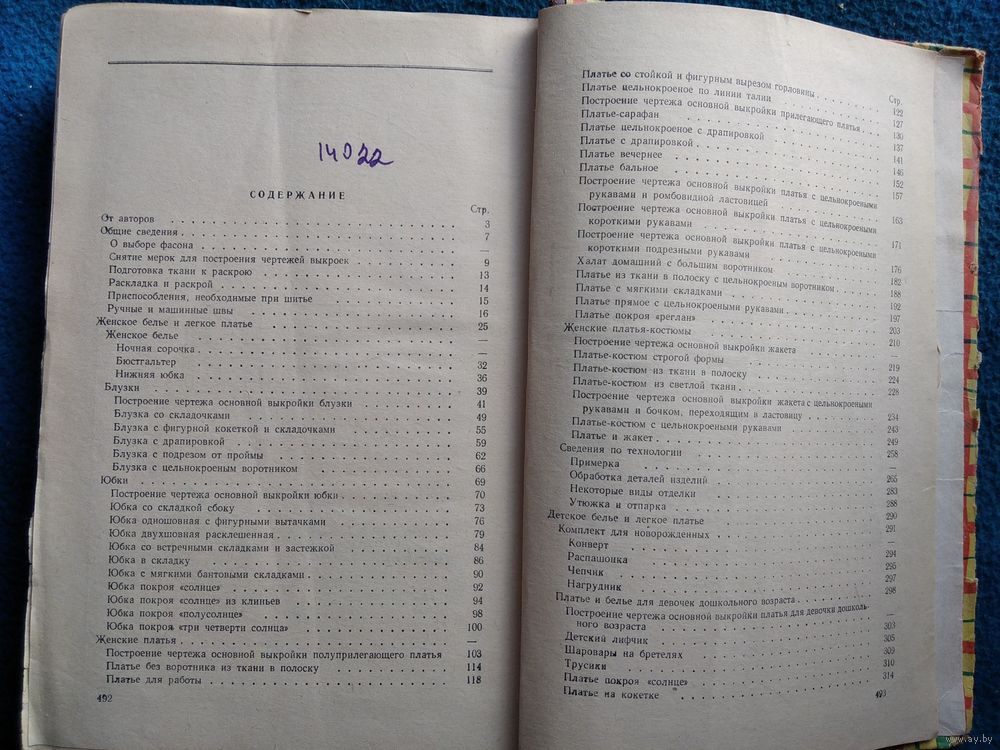 14022
СОДЕРЖАНИЕ
Стр.
От авторов 3
Общие сведения 7
О выборе фасона —
Снятие мерок для построения чертежей выкроек 9
Подготовка ткани к раскрою 13
Раскладка и раскрой 14
Приспособления, необходимые при шитье 15
Ручные и машинные швы 16
Женское белье и легкое платье 25
Женское белье —
Ночная сорочка —
Бюстгальтер 32
Нижняя юбка 36
Блузки 39
Построение чертежа основной выкройки блузки 41
Блузка со складочками 49
Блузка с фигурной кокеткой и складочками 55
Блузка с драпировкой 59
Блузка с подрезом от проймы 62
Блузка с цельнокроеным воротником 66
Юбки 69
Построение чертежа основной выкройки юбки 70
Юбка со складкой сбоку 73
Юбка одношовная с фигурными вытачками 76
Юбка двухшовная расклешенная 79
Юбка со встречными складками и застежкой 84
Юбка в складку 86
Юбка с мягкими бантовыми складками 90
Юбка покроя «солнце» 92
Юбка покроя «солнце» из клиньев 94
Юбка покроя «полусолнце» 98
Юбка покроя «три четверти солнца» 100
Женские платья —
Построение чертежа основной выкройки полуприлегающего платья 103
Платье без воротника из ткани в полоску 114
Платье для работы 118
492
Стр.
Платье со стойкой и фигурным вырезом горловины 122
Платье цельнокроеное по линии талии 127
Построение чертежа основной выкройки прилегающего платья 130
Платье-сарафан 137
Платье цельнокроеное с драпировкой 141
Платье с драпировкой 146
Платье вечернее 152
Платье бальное 157
Построение чертежа основной выкройки платья с цельнокроеными
рукавами и ромбовидной ластовицей 163
Построение чертежа основной выкройки платья с цельнокроеными
короткими рукавами 171
Построение чертежа основной выкройки платья с цельнокроеными
короткими подрезными рукавами 176
Халат домашний с большим воротником 182
Платье из ткани в полоску с цельнокроеным воротником 188
Платье с мягкими складками 192
Платье прямое с цельнокроеными рукавами 197
Платье покроя «реглан» 203
Женские платья-костюмы 210
Построение чертежа основной выкройки жакета —
Платье-костюм строгой формы 219
Платье-костюм из ткани в полоску 224
Платье-костюм из светлой ткани 228
Построение чертежа основной выкройки жакета с цельнокроеными
рукавами и бочком, переходящим в ластовицу 234
Платье-костюм с цельнокроеными рукавами 243
Платье и жакет 249
Сведения по технологии 258
Примерка —
Обработка деталей изделий 265
Некоторые виды отделки 283
Утюжка и отпарка 288
Детское белье и легкое платье 290
Комплект для новорожденных 291
Конверт —
Распашонка 294
Чепчик 295
Нагрудник 297
Платье и белье для девочек дошкольного возраста 298
Построение чертежа основной выкройки платья для девочки дошколь-
ного возраста —
Детский лифчик 303
Шаровары на бретелях 305
Трусики 309
Платье покроя «солнце» 310
Платье на кокетке 314
493
www.ay.by